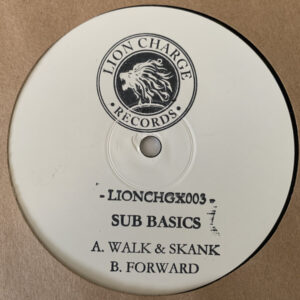 LION CHARGE
· RECORDS ·
- LIONCHGX003 -
SUB BASICS
A. WALK & SKANK
B. FORWARD